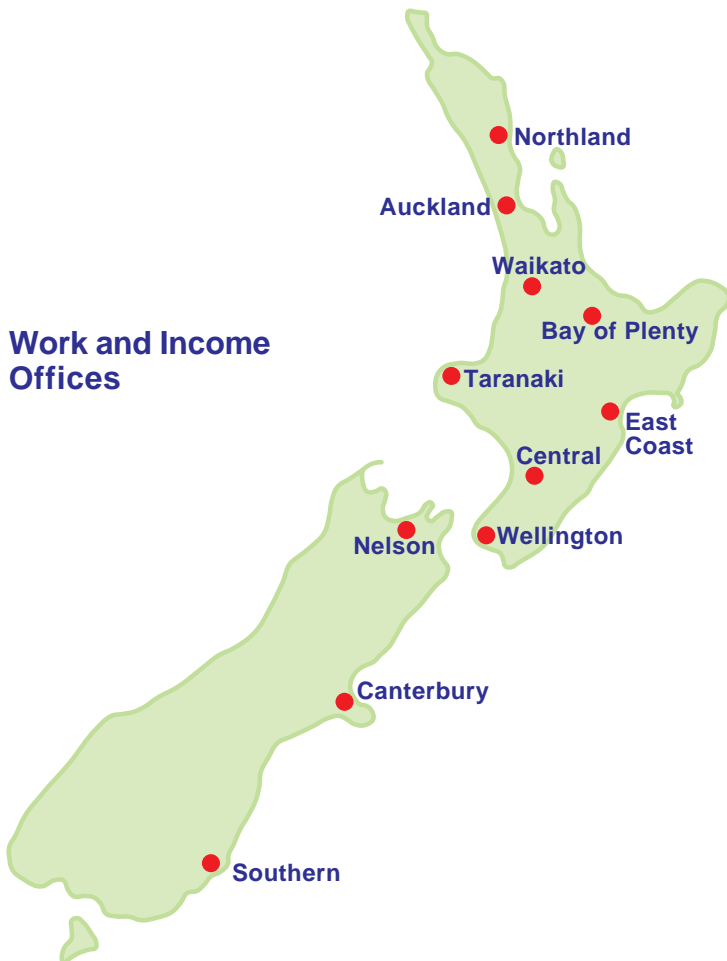 Northland
Auckland
Waikato
Bay of Plenty
Work and Income
Offices
Taranaki
East
Coast
Central
Wellington
Nelson
Canterbury
Southern